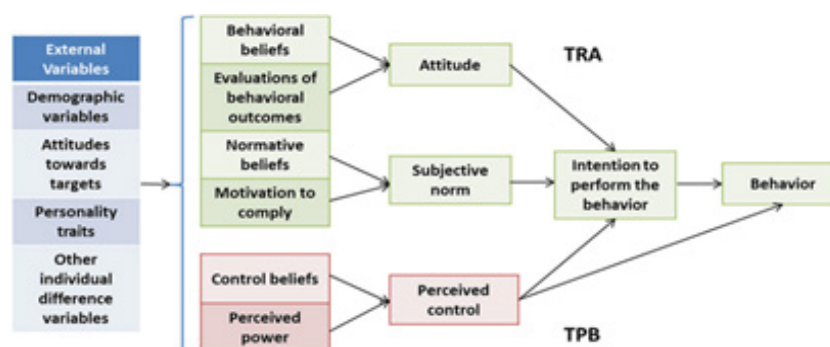 External
Variables
Demographic
variables
Attitudes
towards
targets
Personality
traits
Other
individual
difference
variables
Behavioral
beliefs
Evaluations of
behavioral
outcomes
Normative
beliefs
Motivation to
comply
Control beliefs
Perceived
power
Attitude
Subjective
norm
Perceived
control
TRA
Intention to
perform the
behavior
Behavior
TPB